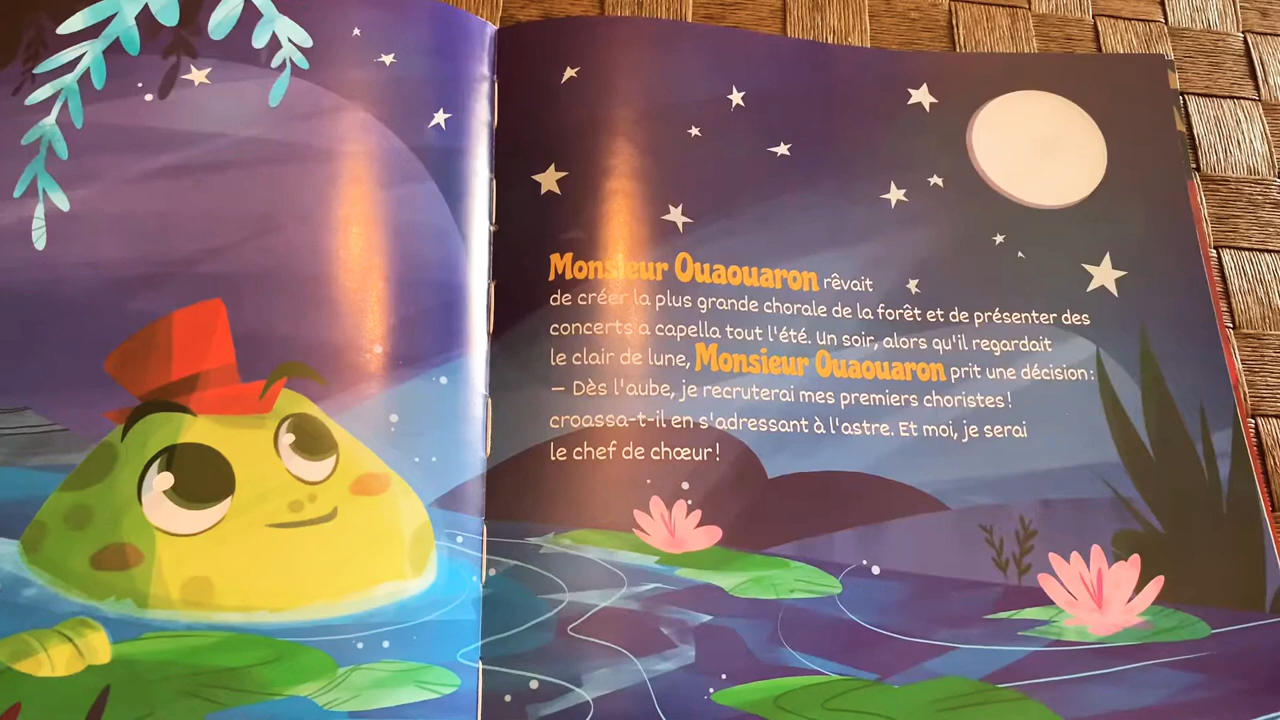 Monsieur Ouaouaron rêvait
de créer la plus grande chorale de la forêt et de présenter des
concerts a capella tout l'été. Un soir, alors qu'il regardait
le clair de lune, Monsieur Ouaouaron prit une décision :
— Dès l'aube, je recruterai mes premiers choristes !
croassa-t-il en s'adressant à l'astre. Et moi, je serai
le chef de chœur !